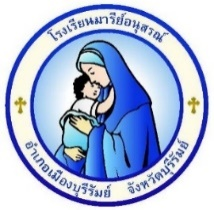 โรงเรียนมารีย์อนุสรณ์
อำเภอเมืองบุรีรัมย์ จังหวัดบุรีรัมย์